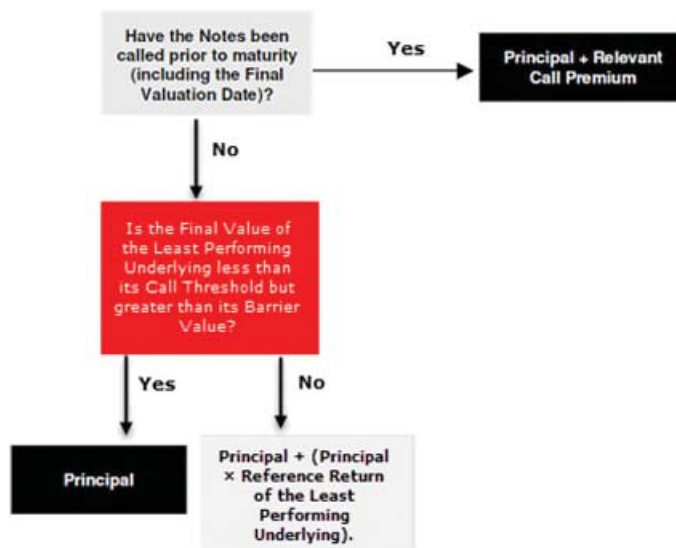 Have the Notes been
called prior to maturity
(including the Final
Valuation Date)?
Yes
Principal + Relevant
Call Premium
No
Is the Final Value of
the Least Performing
Underlying less than
its Call Threshold but
greater than its Barrier
Value?
Yes
No
Principal
Principal + (Principal
× Reference Return
of the Least
Performing
Underlying).